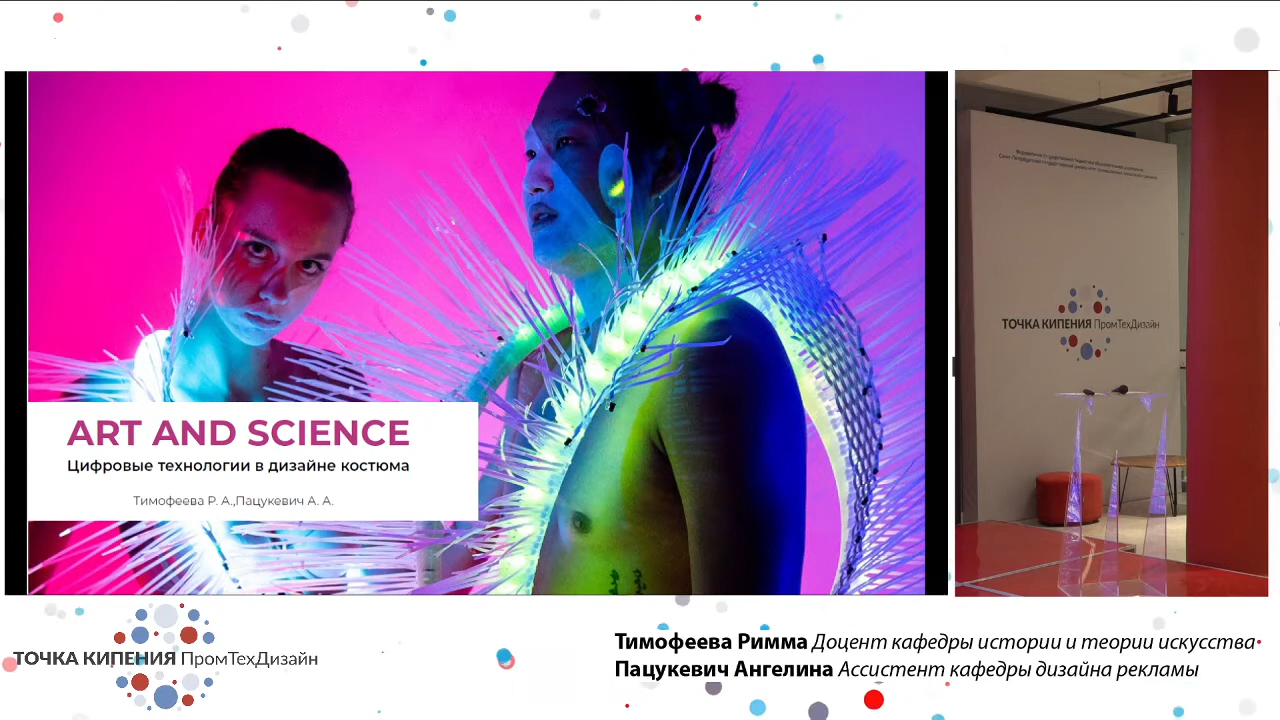 ART AND SCIENCE
Цифровые технологии в дизайне костюма
Тимофеева Р. А.,Пацукевич А. А.
ТОЧКА КИПЕНИЯ ПромТехДизайн
ТОЧКА КИПЕНИЯ ПромТехДизайн
Тимофеева Римма Доцент кафедры истории и теории искусства
Пацукевич Ангелина Ассистент кафедры дизайна рекламы